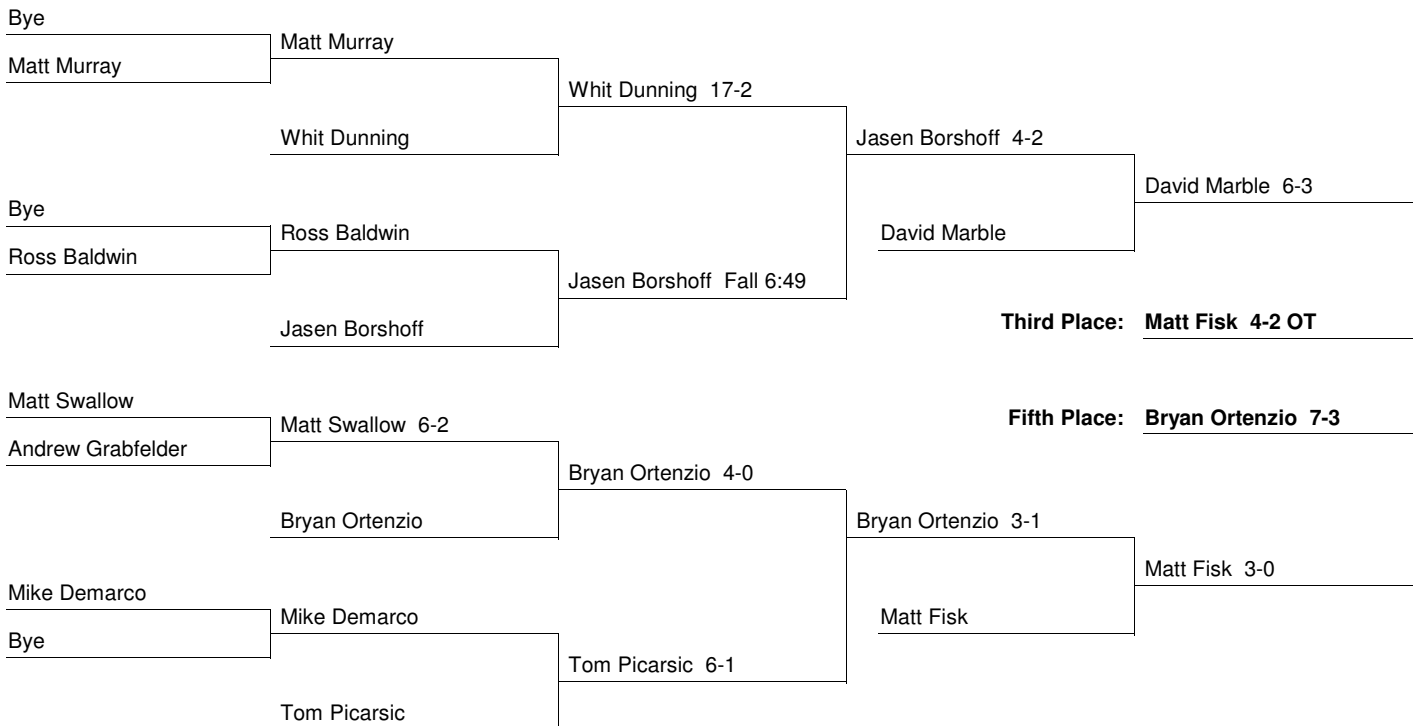 Bye
Matt Murray
Matt Murray
Whit Dunning 17-2
Whit Dunning
Jasen Borshoff 4-2
David Marble 6-3
Bye
Ross Baldwin
David Marble
Ross Baldwin
Jasen Borshoff Fall 6:49
Jasen Borshoff
Third Place: Matt Fisk 4-2 OT
Matt Swallow
Matt Swallow 6-2
Fifth Place: Bryan Ortenzio 7-3
Andrew Grabfelder
Bryan Ortenzio 4-0
Bryan Ortenzio
Bryan Ortenzio 3-1
Matt Fisk 3-0
Mike Demarco
Mike Demarco
Matt Fisk
Bye
Tom Picarsic 6-1
Tom Picarsic